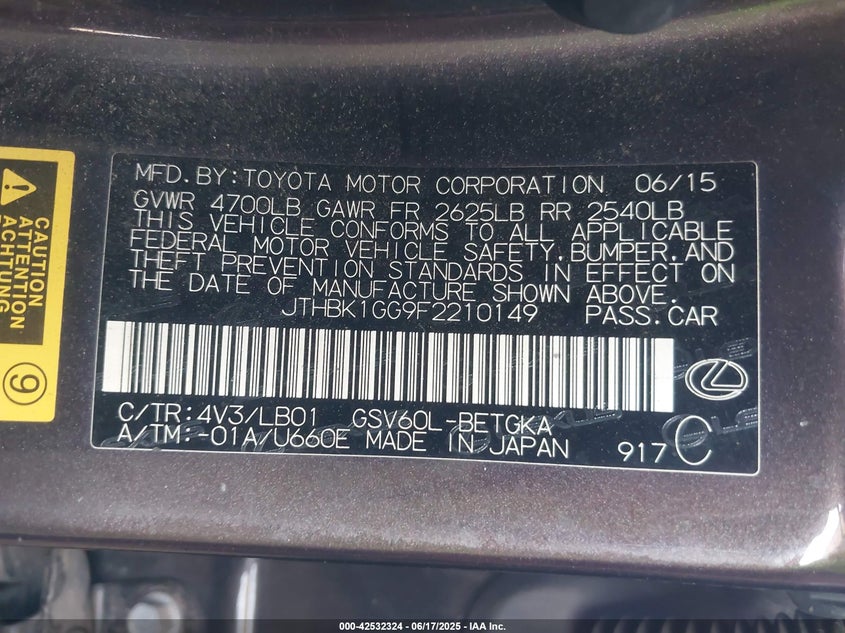 MFD.BY:TOYOTA MOTOR CORPORATION 06/15
GVWR 4700LB GAWR FR 2625LB RR 2540LB
THIS VEHICLE CONFORMS TO ALL APPLICABLE
FEDERAL MOTOR VEHICLE SAFETY,BUMPER,AND
THEFT PREVENTION STANDARDS IN EFFECT ON
THE DATE OF MANUFACTURE SHOWN ABOVE.
JTHBK1GG9F2210149 PASS.CAR
C/TR:4V3/LB01 GSV60L-BETGKA
A/TM:-01A/U660E MADE IN JAPAN 917C
CAUTION
ATTENTION
ACHTUNG
9
000-42532324 / 06/17/2025 - IAA Inc.